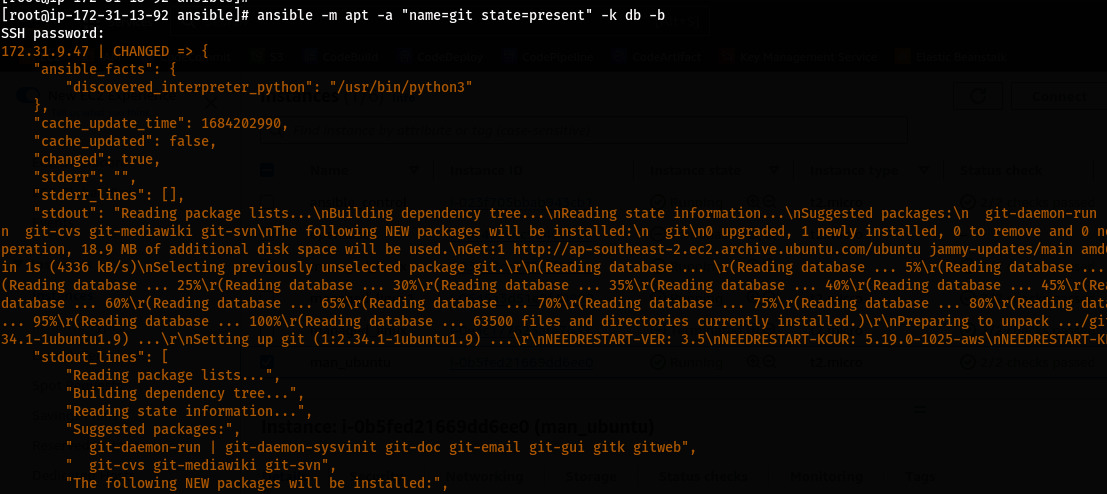 [root@ip-172-31-13-92 ansible]#
[root@ip-172-31-13-92 ansible]# ansible -m apt -a "name=git state=present" -k db -b
SSH password:
172.31.9.47 | CHANGED => {
    "ansible_facts": {
        "discovered_interpreter_python": "/usr/bin/python3"
    },
    "cache_update_time": 1684202990,
    "cache_updated": false,
    "changed": true,
    "stderr": "",
    "stderr_lines": [],
    "stdout": "Reading package lists...\nBuilding dependency tree...\nReading state information...\nSuggested packages:\n  git-daemon-run
n  git-cvs git-mediawiki git-svn\nThe following NEW packages will be installed:\n  git\n0 upgraded, 1 newly installed, 0 to remove and 0 no
peration, 18.9 MB of additional disk space will be used.\nGet:1 http://ap-southeast-2.ec2.archive.ubuntu.com/ubuntu jammy-updates/main amd
in 1s (4336 kB/s)\nSelecting previously unselected package git.\r\n(Reading database ... \r(Reading database ... 5%\r(Reading database ...
(Reading database ... 25%\r(Reading database ... 30%\r(Reading database ... 35%\r(Reading database ... 40%\r(Reading database ... 45%\r(Re
database ... 60%\r(Reading database ... 65%\r(Reading database ... 70%\r(Reading database ... 75%\r(Reading database ... 80%\r(Reading data
... 95%\r(Reading database ... 100%\r(Reading database ... 63500 files and directories currently installed.)\r\nPreparing to unpack .../git
34.1-1ubuntu1.9) ...\r\nSetting up git (1:2.34.1-1ubuntu1.9) ...\r\nNEEDRESTART-VER: 3.5\nNEEDRESTART-KCUR: 5.19.0-1025-aws\nNEEDRESTART-K
    "stdout_lines": [
        "Reading package lists...",
        "Building dependency tree...",
        "Reading state information...",
        "Suggested packages:",
        "  git-daemon-run | git-daemon-sysvinit git-doc git-email git-gui gitk gitweb",
        "  git-cvs git-mediawiki git-svn",
        "The following NEW packages will be installed:",